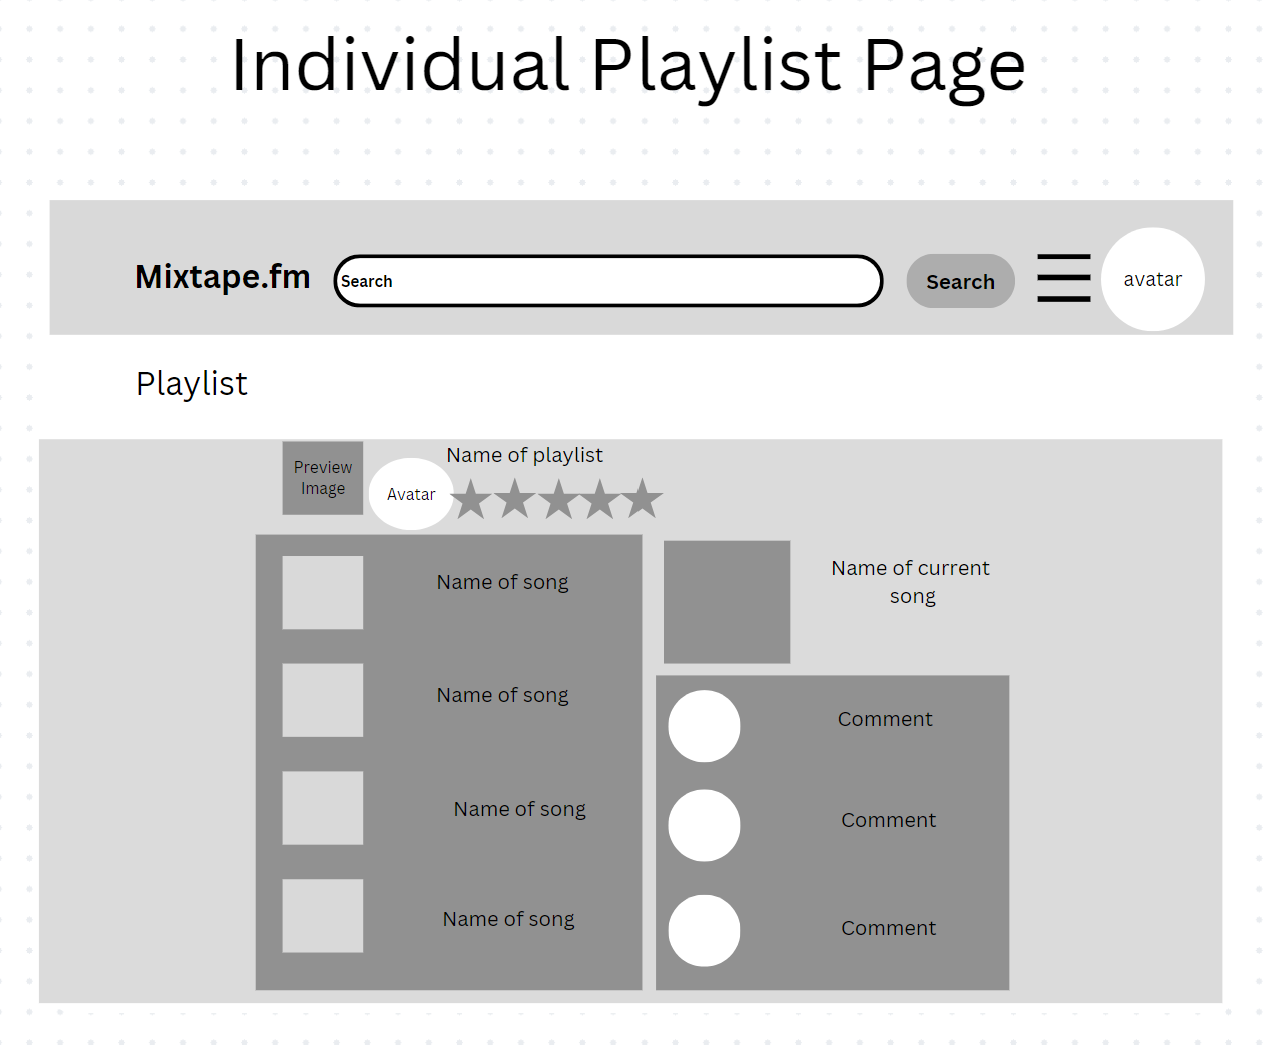 Individual Playlist Page
Mixtape.fm
Search
Search
avatar
Playlist
Preview
Image
Avatar
Name of playlist
Name of song
Name of song
Name of song
Name of song
Name of current
song
Comment
Comment
Comment